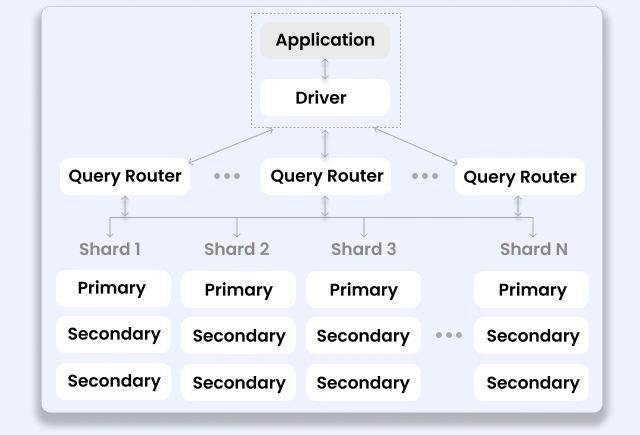 Application
Driver
Query Router
Query Router
Query Router
Shard 1
Shard 2
Shard 3
Shard N
Primary
Primary
Primary
Primary
Secondary
Secondary
Secondary
Secondary
Secondary
Secondary
Secondary
Secondary